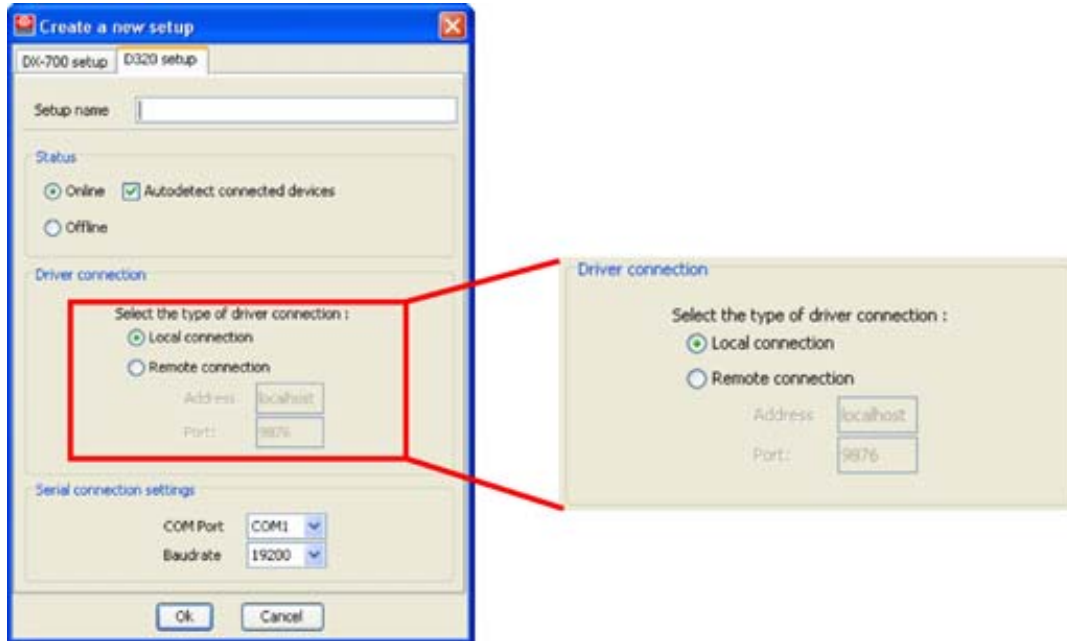 Create a new setup
DX-700 setup D320 setup
Setup name
Status
Online Autodetect connected devices
Offline
Driver connection
Select the type of driver connection :
Local connection
Remote connection
Address localhost
Port: 9876
Serial connection settings
COM Port COM1
Baudrate 19200
Ok Cancel
Driver connection
Select the type of driver connection :
Local connection
Remote connection
Address localhost
Port: 9876